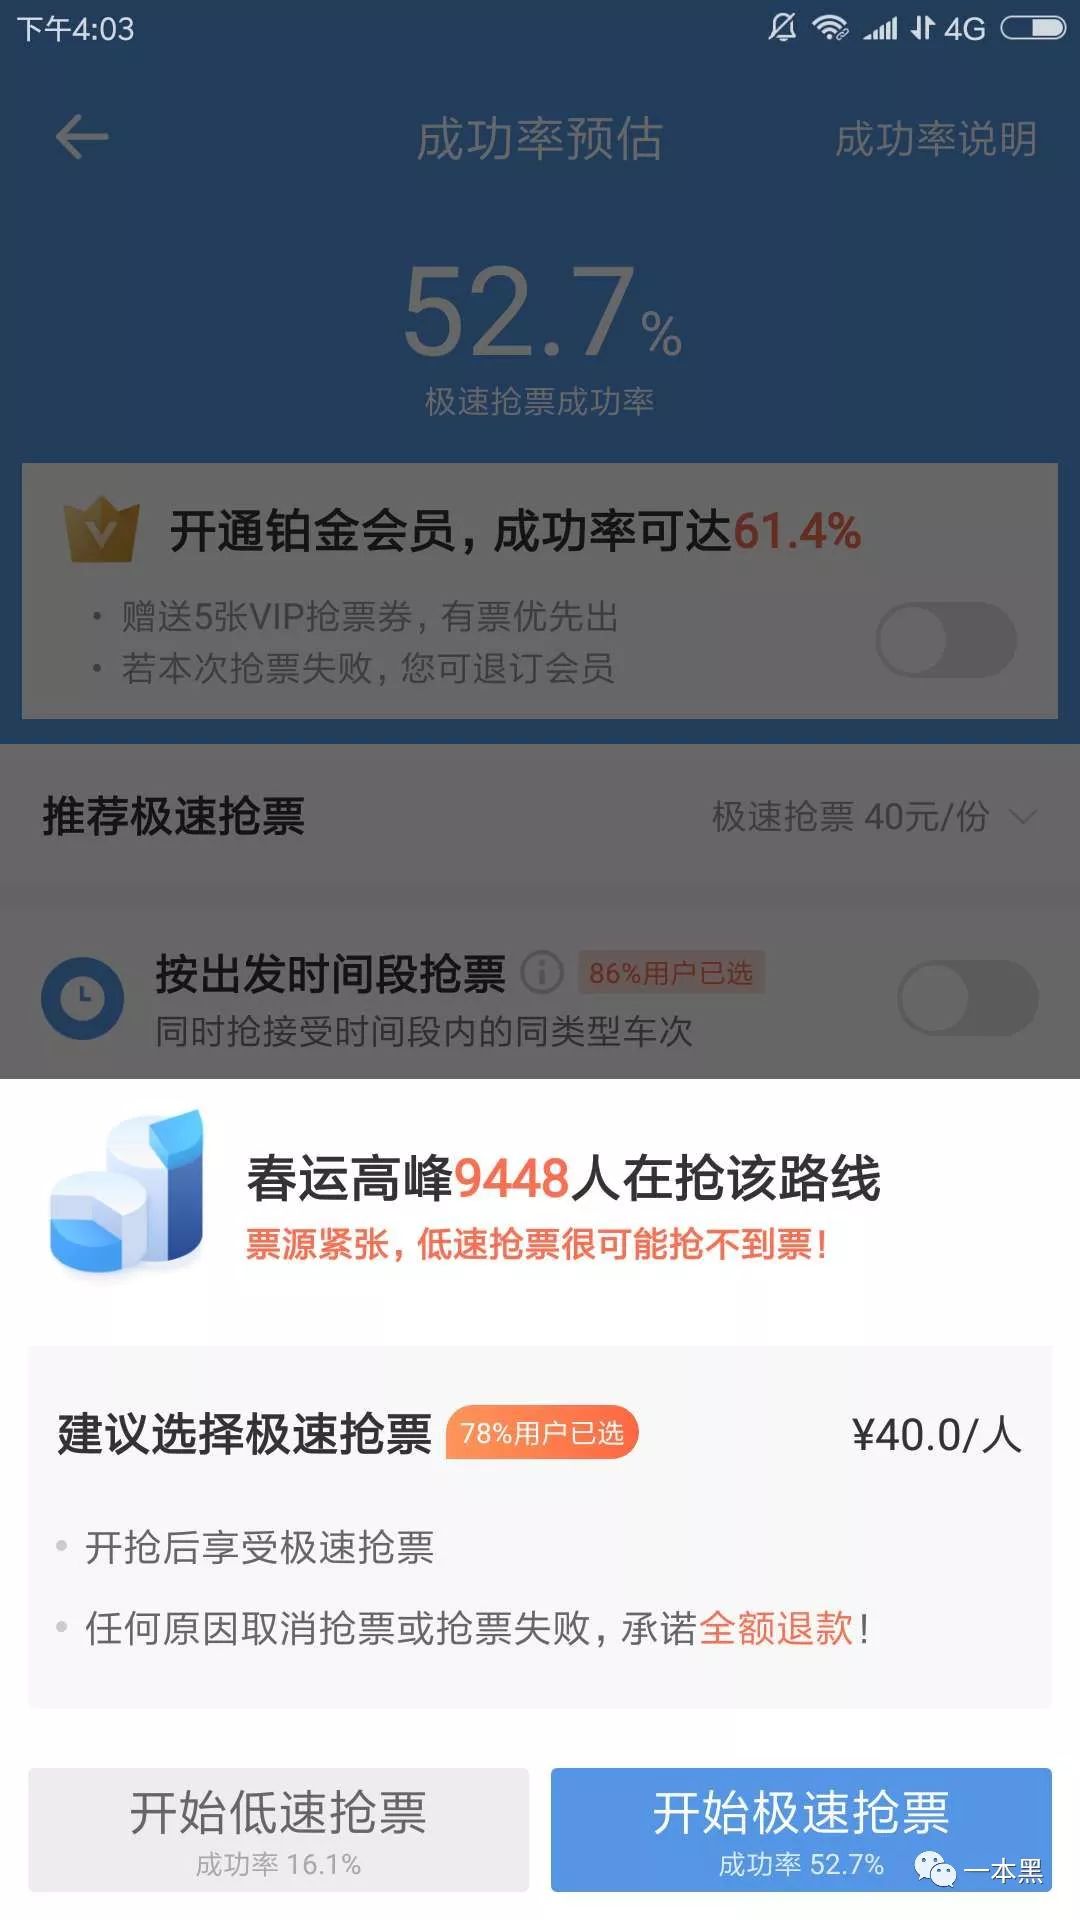 下午4:03 4G
成功率预估 成功率说明
52.7%
极速抢票成功率
开通铂金会员，成功率可达61.4%
• 赠送5张VIP抢票券，有票优先出
• 若本次抢票失败，您可退订会员
推荐极速抢票 极速抢票 40元/份
按出发时间段抢票 86%用户已选
同时抢接受时间段内的同类型车次
春运高峰9448人在抢该路线
票源紧张，低速抢票很可能抢不到票！
建议选择极速抢票 78%用户已选 ¥40.0/人
• 开抢后享受极速抢票
• 任何原因取消抢票或抢票失败，承诺全额退款！
开始低速抢票
成功率 16.1%
开始极速抢票
成功率 52.7%
一本黑